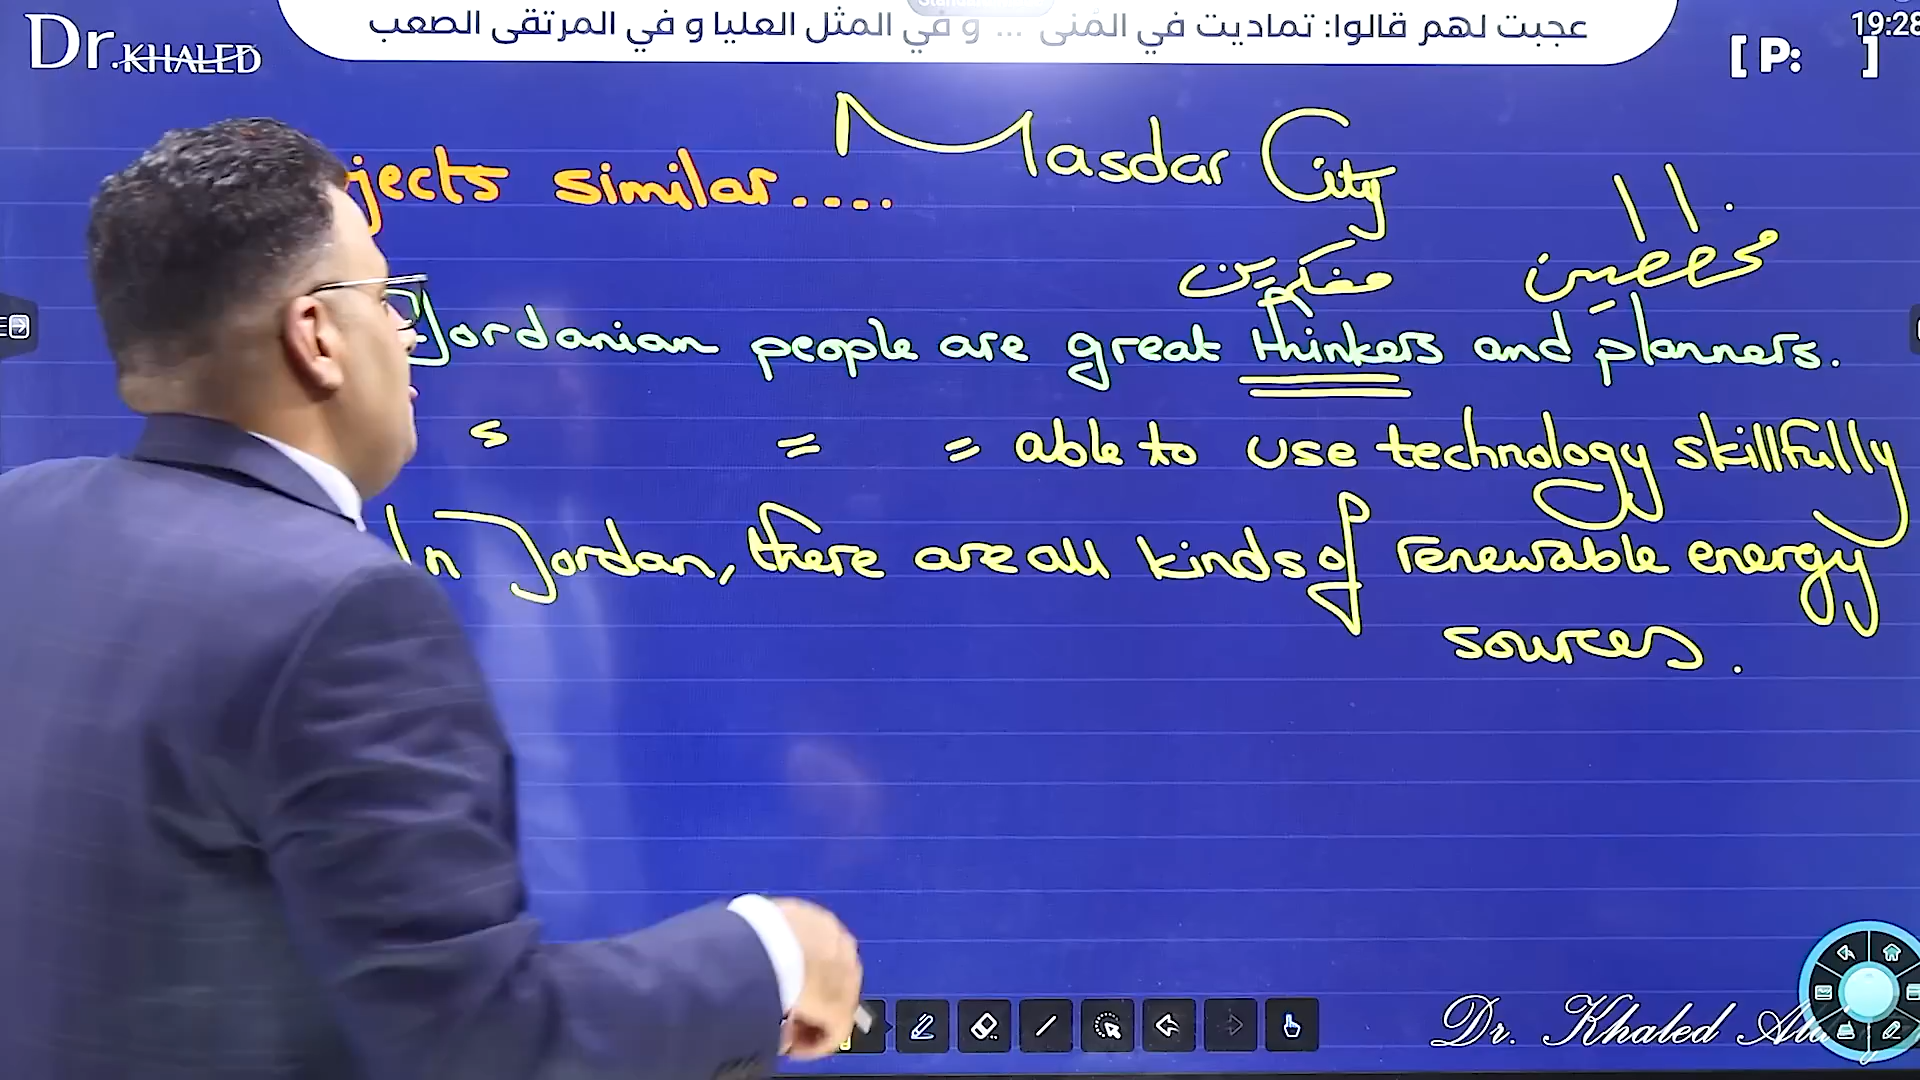 عجبت لهم قالوا: تماديت في المنى ... و في المثل العليا و في المرتقى الصعب
19:28
Dr.KHALED
[ P: ]
Masdar City
jects similar....
مفكرين
Jordanian people are great thinkers and planners.
= = able to use technology skillfully
In Jordan, there are all kinds of renewable energy
sources.
Dr. Khaled